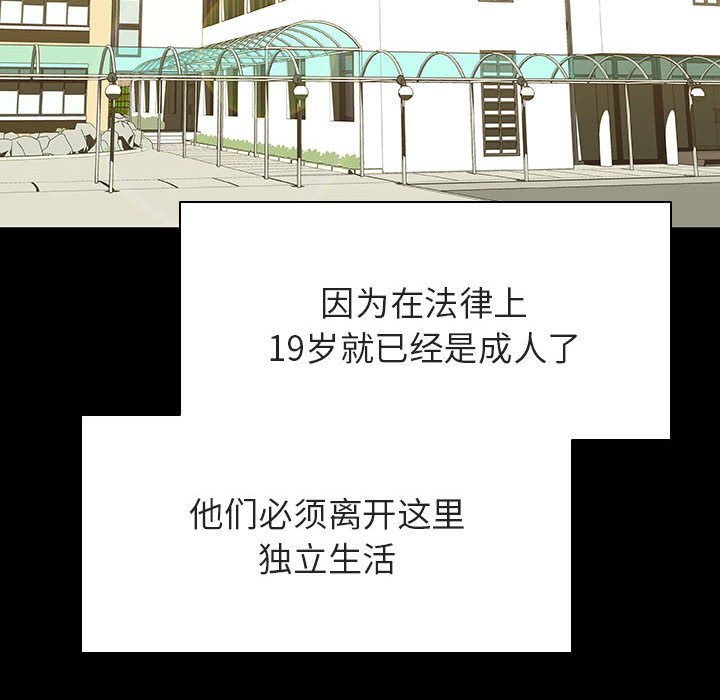 因为在法律上
19岁就已经是成人了
他们必须离开这里
独立生活